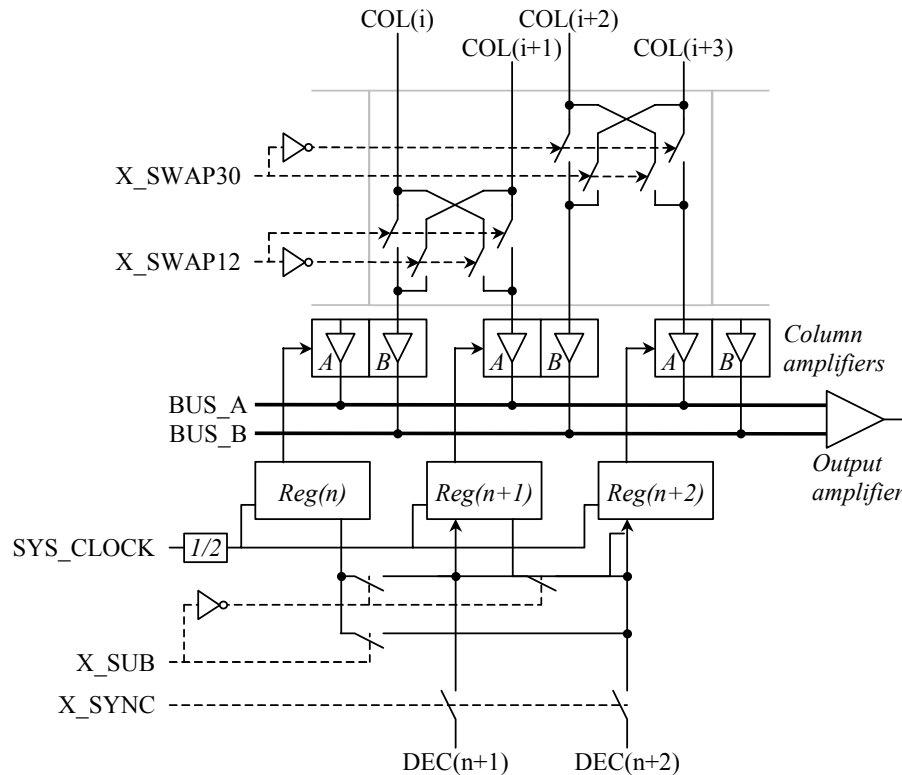 COL(i)
COL(i+2)
COL(i+1)
COL(i+3)
X_SWAP30
X_SWAP12
A
B
A
B
A
B
Column
amplifiers
BUS_A
BUS_B
Output
amplifier
Reg(n)
Reg(n+1)
Reg(n+2)
SYS_CLOCK
1/2
X_SUB
X_SYNC
DEC(n+1)
DEC(n+2)